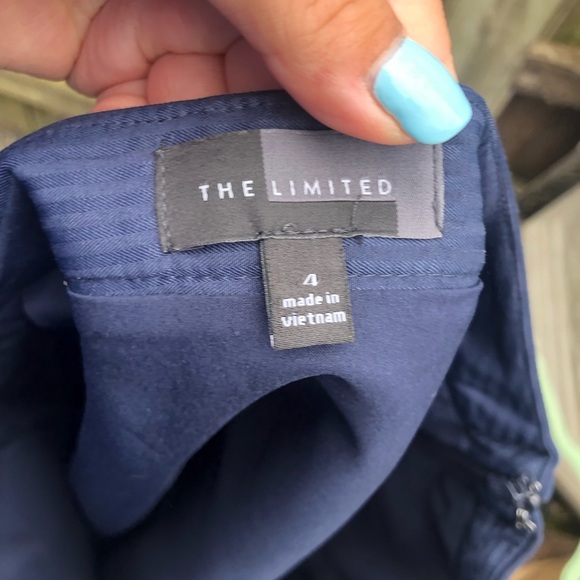 THE LIMITED
4
made in
vietnam